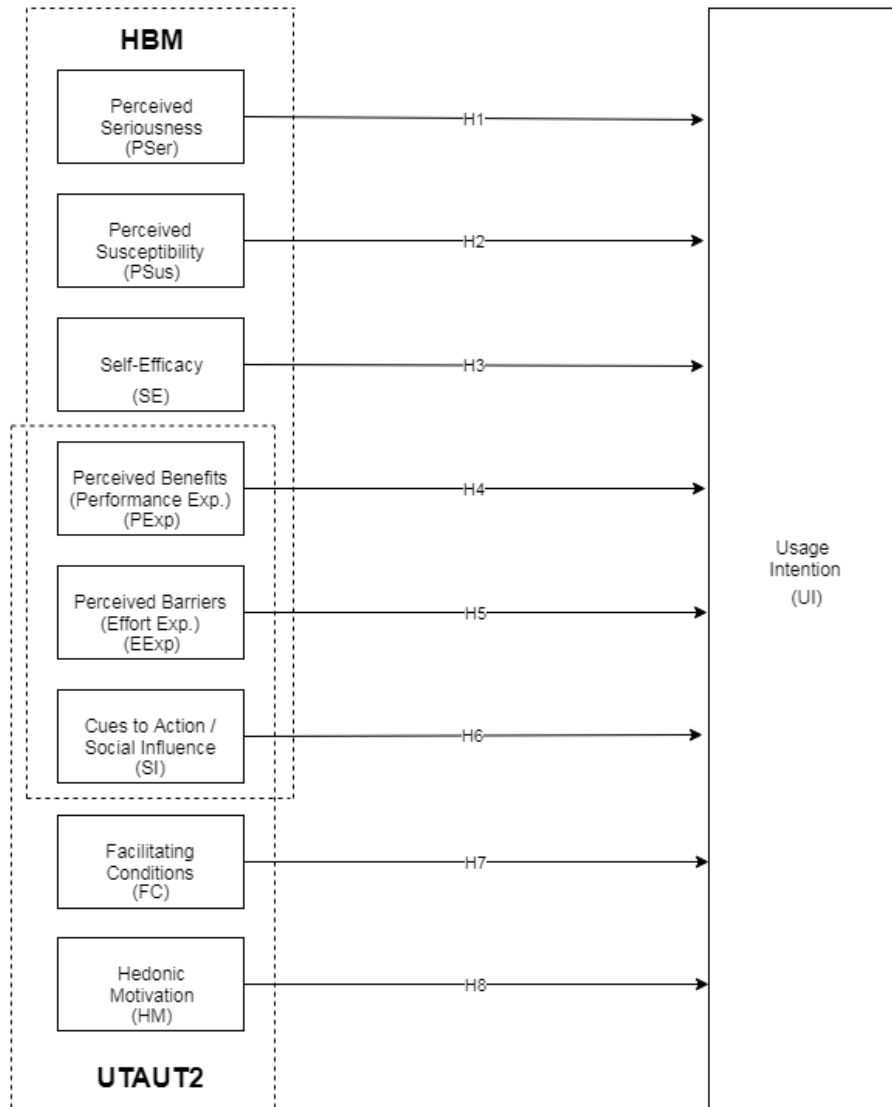 HBM
Perceived
Seriousness
(PSer)
H1
Perceived
Susceptibility
(PSus)
H2
Self-Efficacy
(SE)
H3
Perceived Benefits
(Performance Exp.)
(PExp)
H4
Perceived Barriers
(Effort Exp.)
(EExp)
H5
Usage
Intention
(UI)
Cues to Action /
Social Influence
(SI)
H6
Facilitating
Conditions
(FC)
H7
Hedonic
Motivation
(HM)
H8
UTAUT2